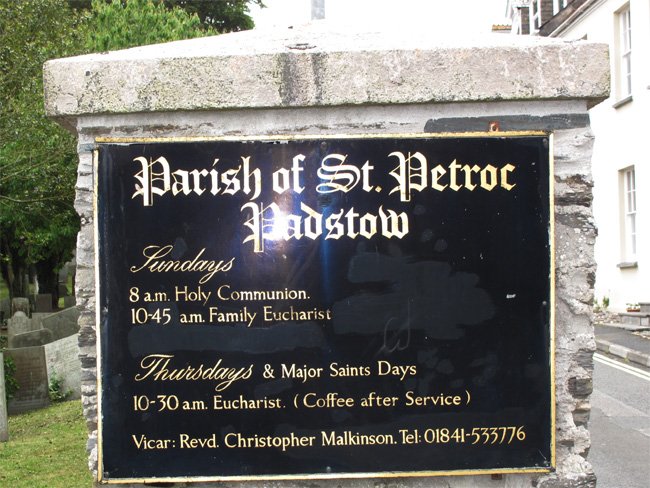 Parish of St. Petroc
Padstow
Sundays
8 a.m. Holy Communion.
10-45 a.m. Family Eucharist
Thursdays & Major Saints Days
10-30 a.m. Eucharist. ( Coffee after Service )
Vicar: Revd. Christopher Malkinson. Tel: 01841-533776